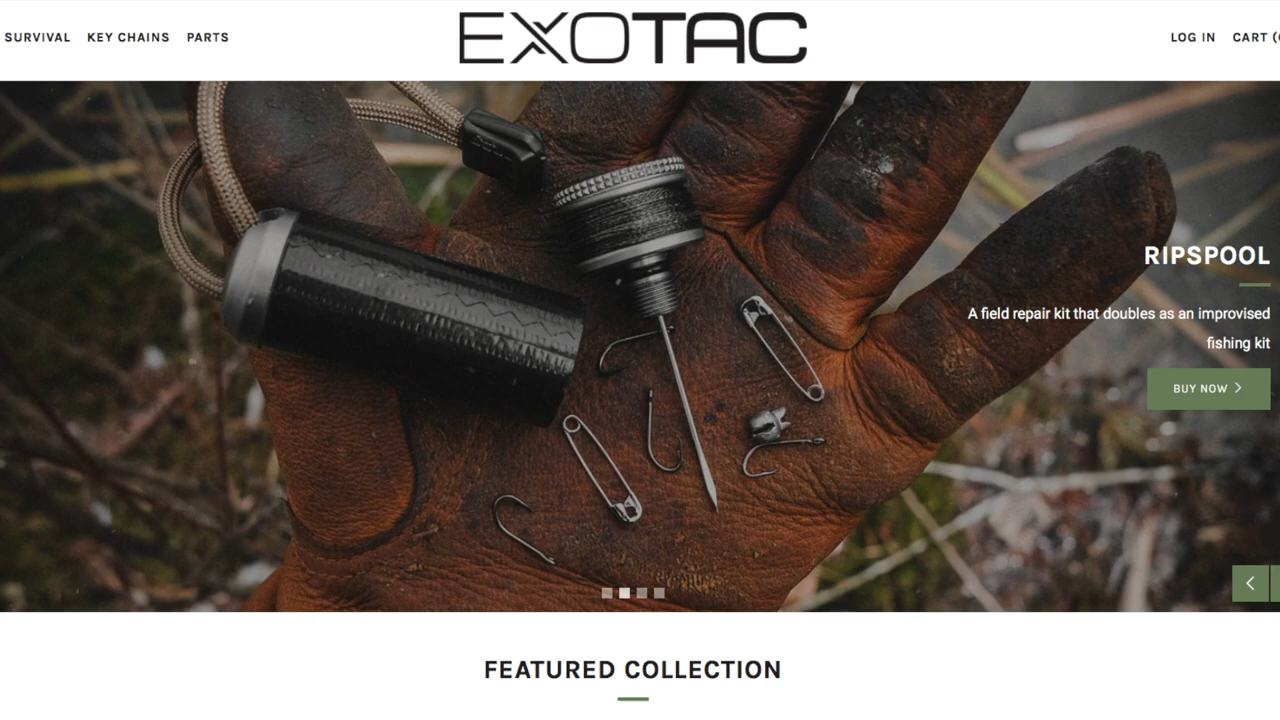 SURVIVAL KEY CHAINS PARTS
EXOTAC
LOG IN CART (
RIPSPOOL
A field repair kit that doubles as an improvised
fishing kit
BUY NOW
FEATURED COLLECTION